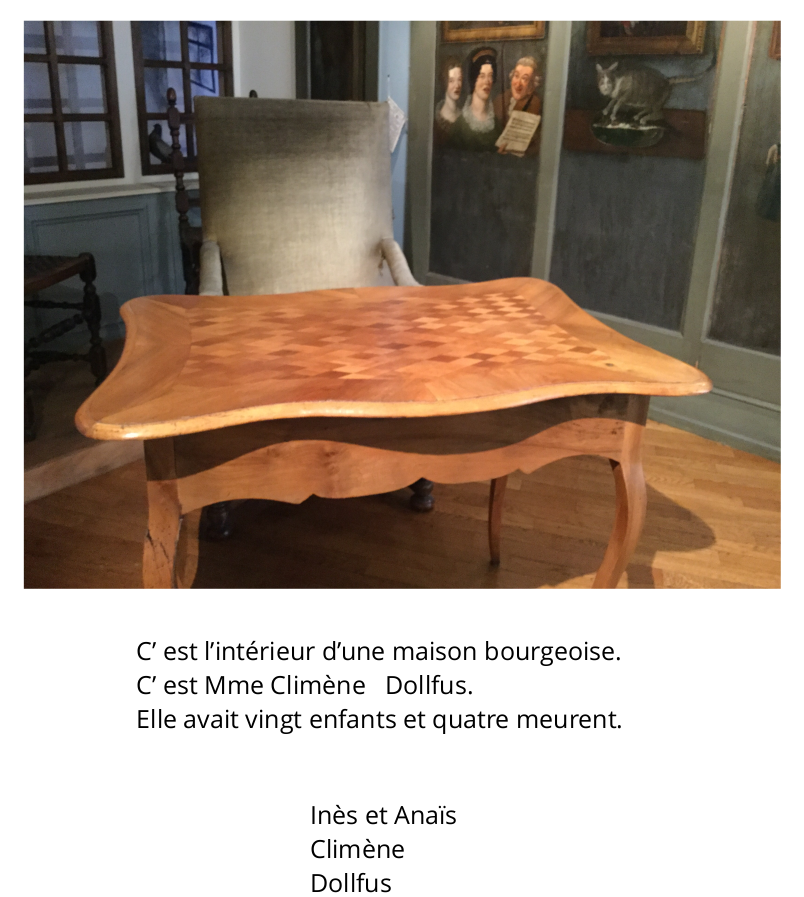 C’ est l’intérieur d’une maison bourgeoise.
C’ est Mme Climène   Dollfus.
Elle avait vingt enfants et quatre meurent.
Inès et Anaïs
Climène
Dollfus